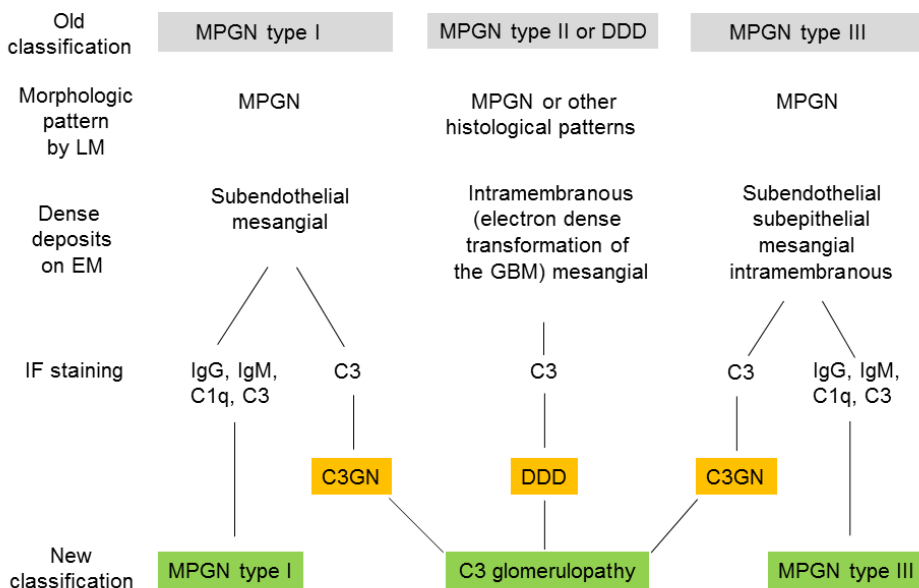 Old
classification
MPGN type I
MPGN type II or DDD
MPGN type III
Morphologic
pattern
by LM
MPGN
MPGN or other
histological patterns
MPGN
Dense
deposits
on EM
Subendothelial
mesangial
Intramembranous
(electron dense
transformation of
the GBM) mesangial
Subendothelial
subepithelial
mesangial
intramembranous
IF staining
IgG, IgM,
C1q, C3
C3
C3
C3
IgG, IgM,
C1q, C3
C3GN
DDD
C3GN
New
classification
MPGN type I
C3 glomerulopathy
MPGN type III